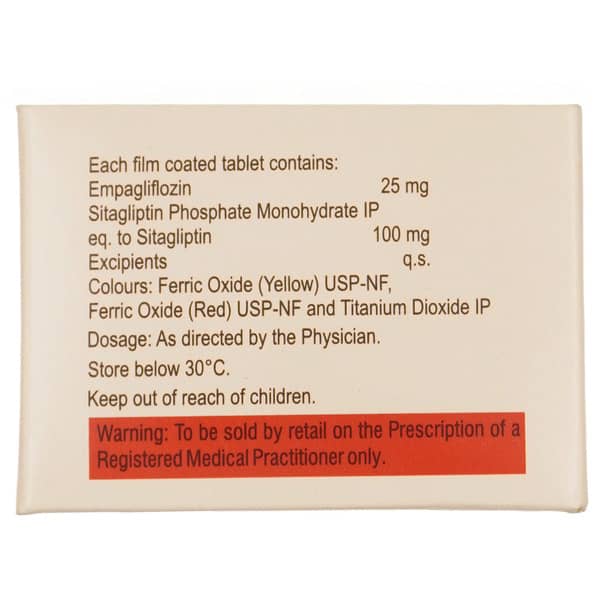 Each film coated tablet contains:
Empagliflozin 25 mg
Sitagliptin Phosphate Monohydrate IP
eq. to Sitagliptin 100 mg
Excipients q.s.
Colours: Ferric Oxide (Yellow) USP-NF,
Ferric Oxide (Red) USP-NF and Titanium Dioxide IP
Dosage: As directed by the Physician.
Store below 30°C.
Keep out of reach of children.
Warning: To be sold by retail on the Prescription of a
Registered Medical Practitioner only.